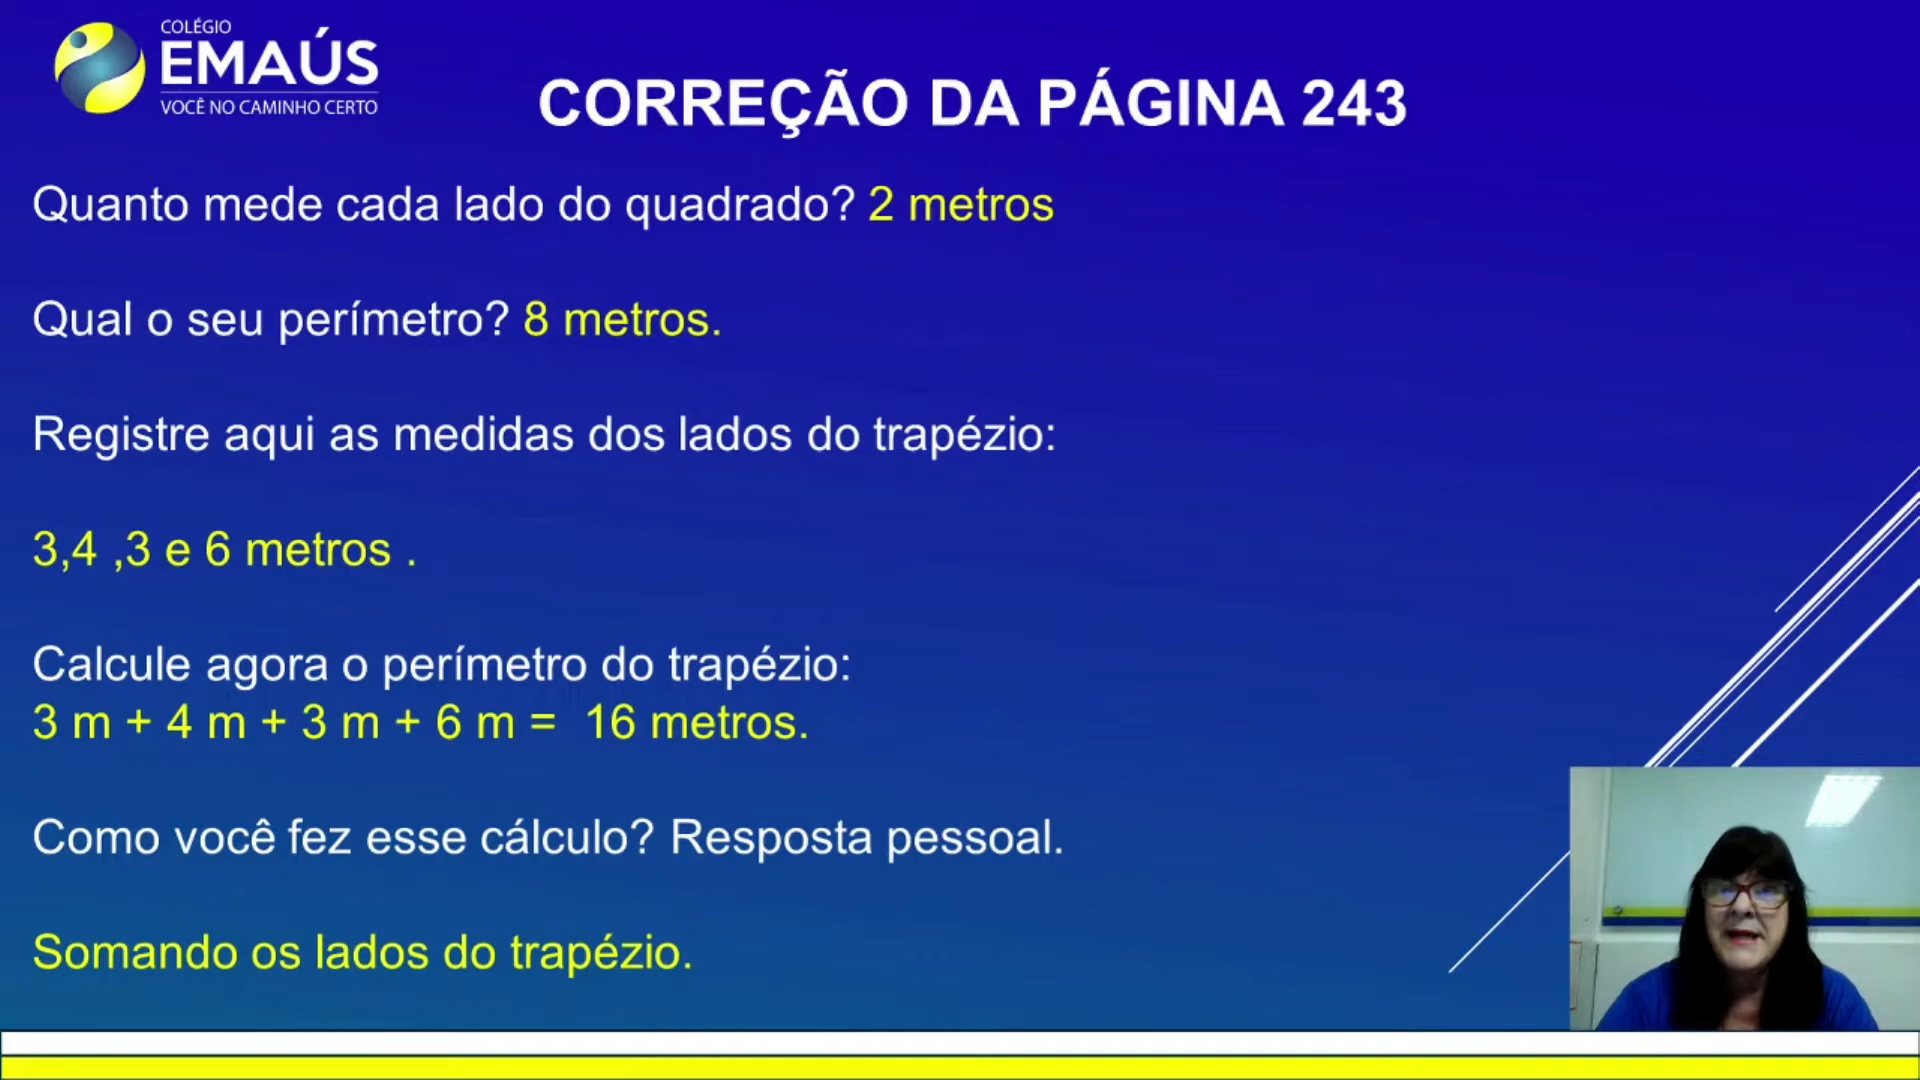 COLÉGIO
EMAÚS
VOCÊ NO CAMINHO CERTO
CORREÇÃO DA PÁGINA 243
Quanto mede cada lado do quadrado? 2 metros
Qual o seu perímetro? 8 metros.
Registre aqui as medidas dos lados do trapézio:
3,4 ,3 e 6 metros .
Calcule agora o perímetro do trapézio:
3 m + 4 m + 3 m + 6 m =  16 metros.
Como você fez esse cálculo? Resposta pessoal.
Somando os lados do trapézio.